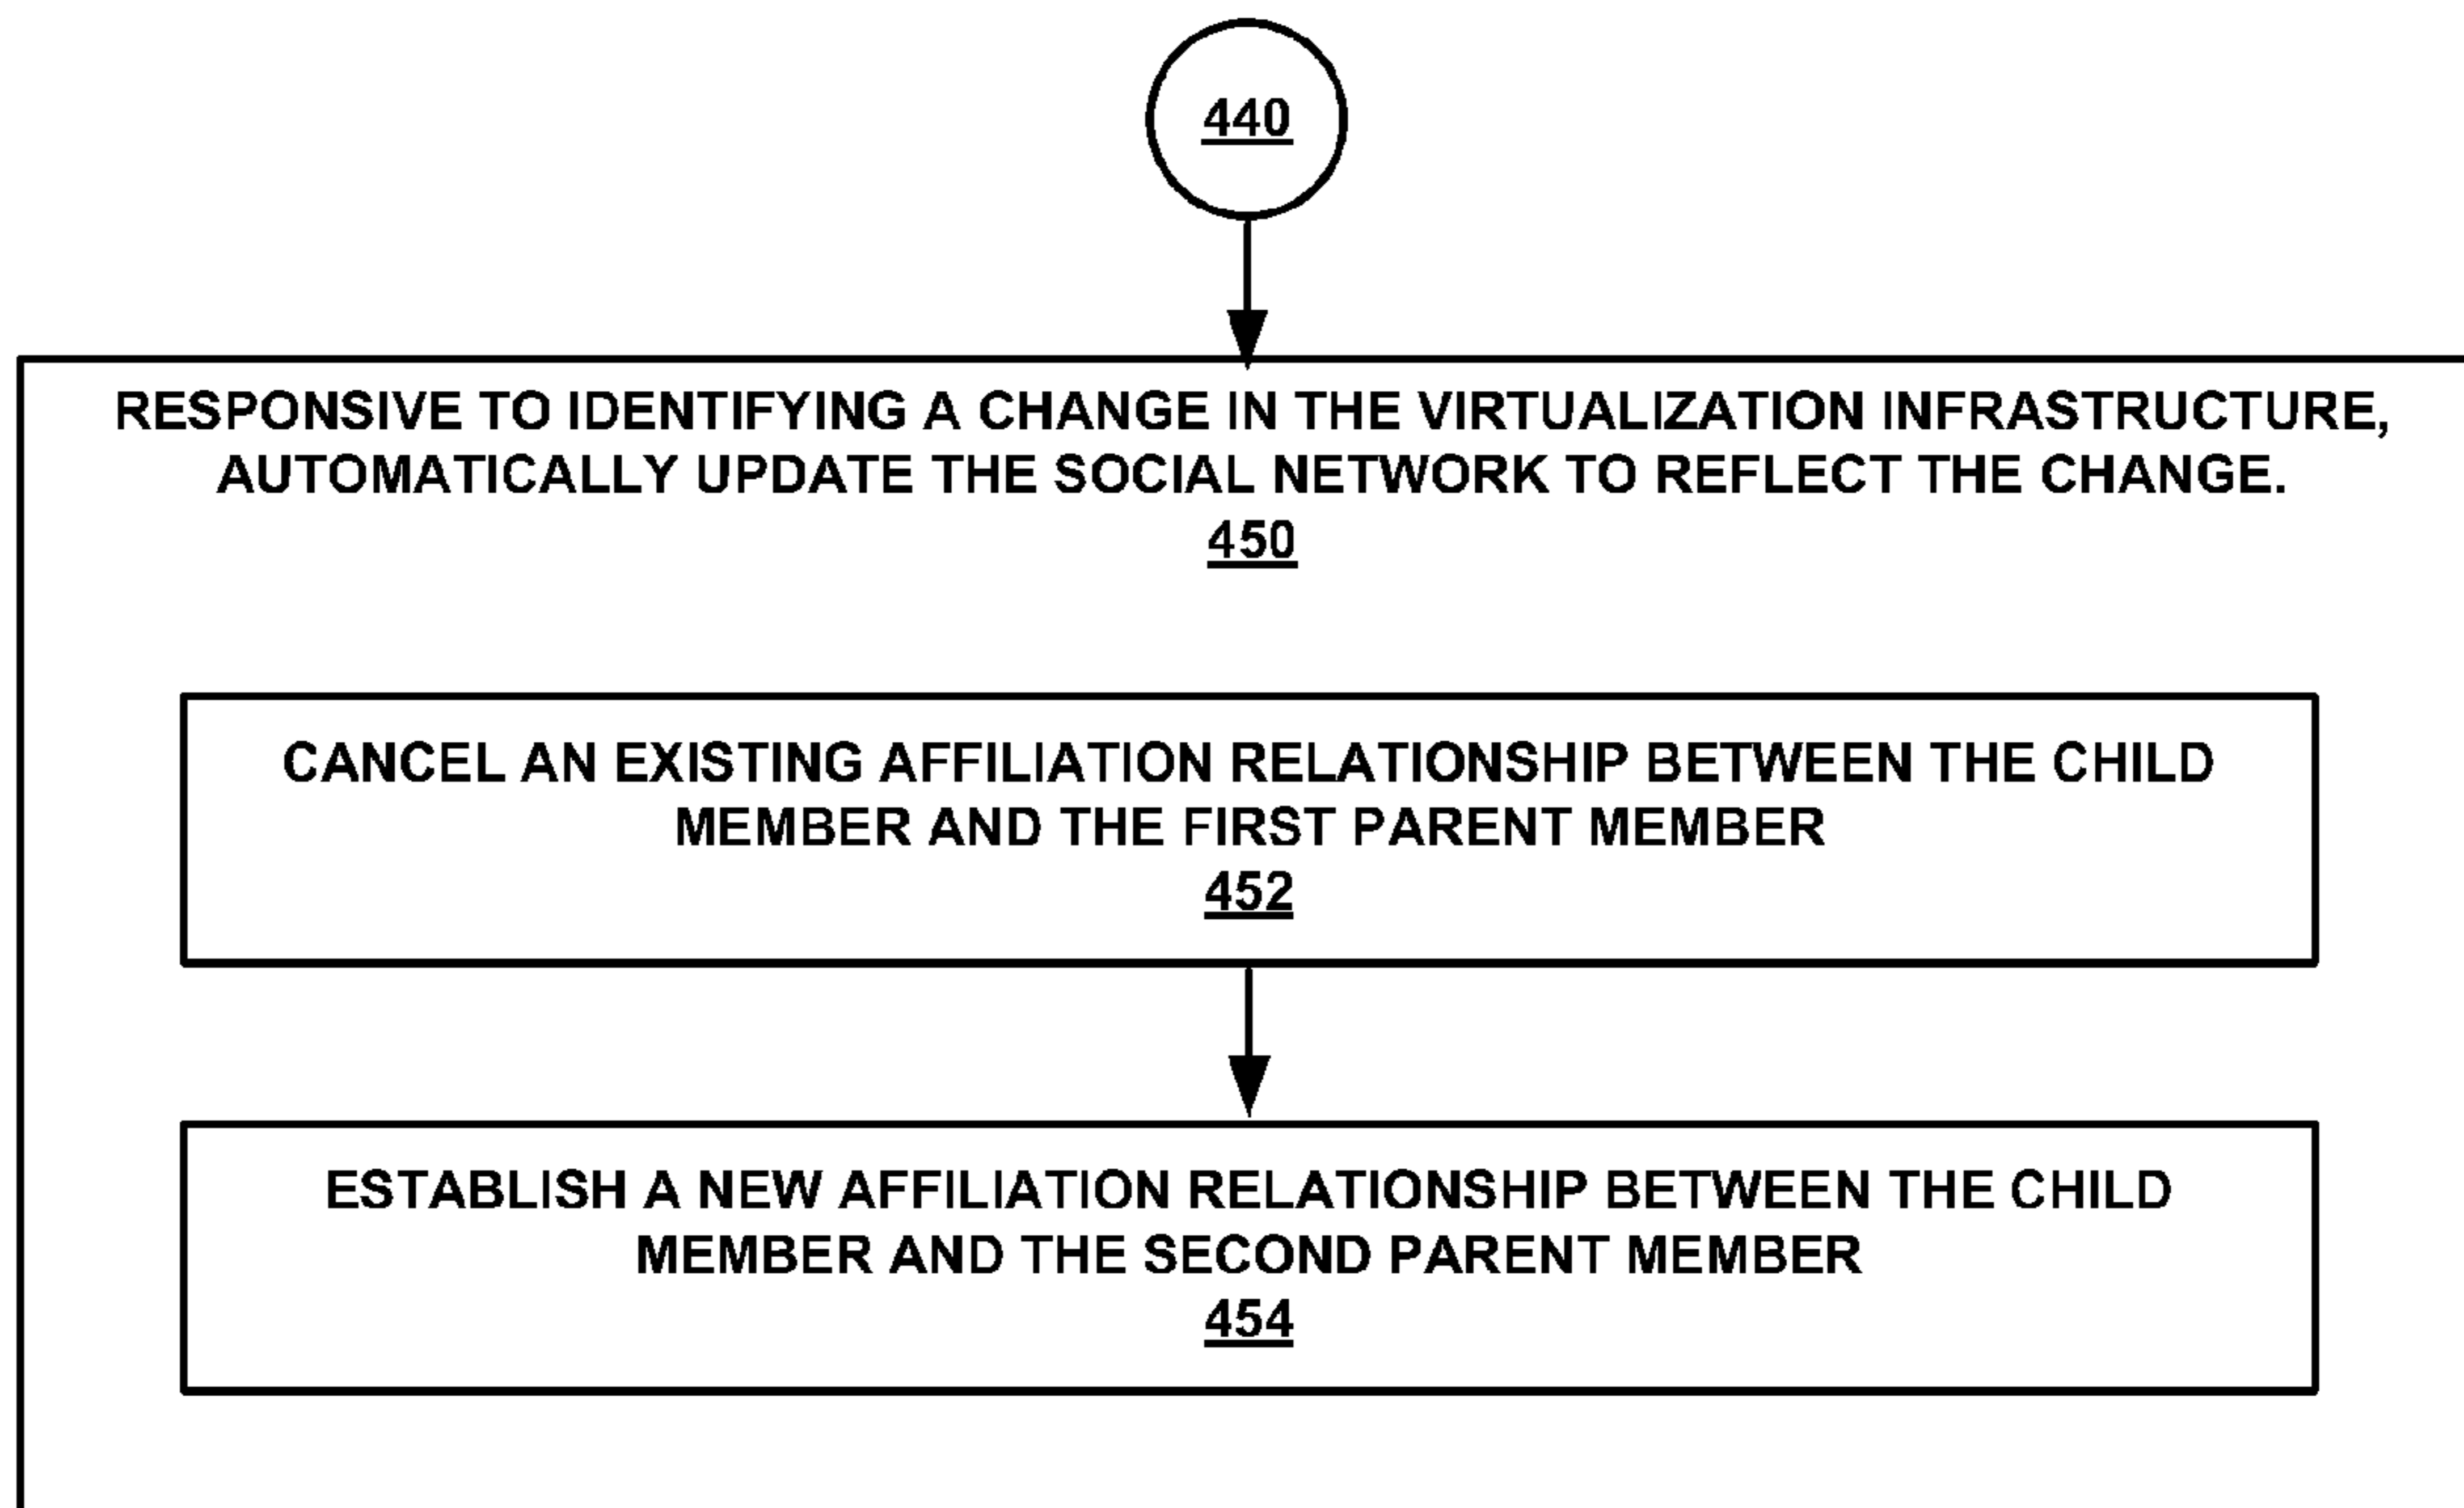 440
RESPONSIVE TO IDENTIFYING A CHANGE IN THE VIRTUALIZATION INFRASTRUCTURE,
AUTOMATICALLY UPDATE THE SOCIAL NETWORK TO REFLECT THE CHANGE.
450
CANCEL AN EXISTING AFFILIATION RELATIONSHIP BETWEEN THE CHILD
MEMBER AND THE FIRST PARENT MEMBER
452
ESTABLISH A NEW AFFILIATION RELATIONSHIP BETWEEN THE CHILD
MEMBER AND THE SECOND PARENT MEMBER
454